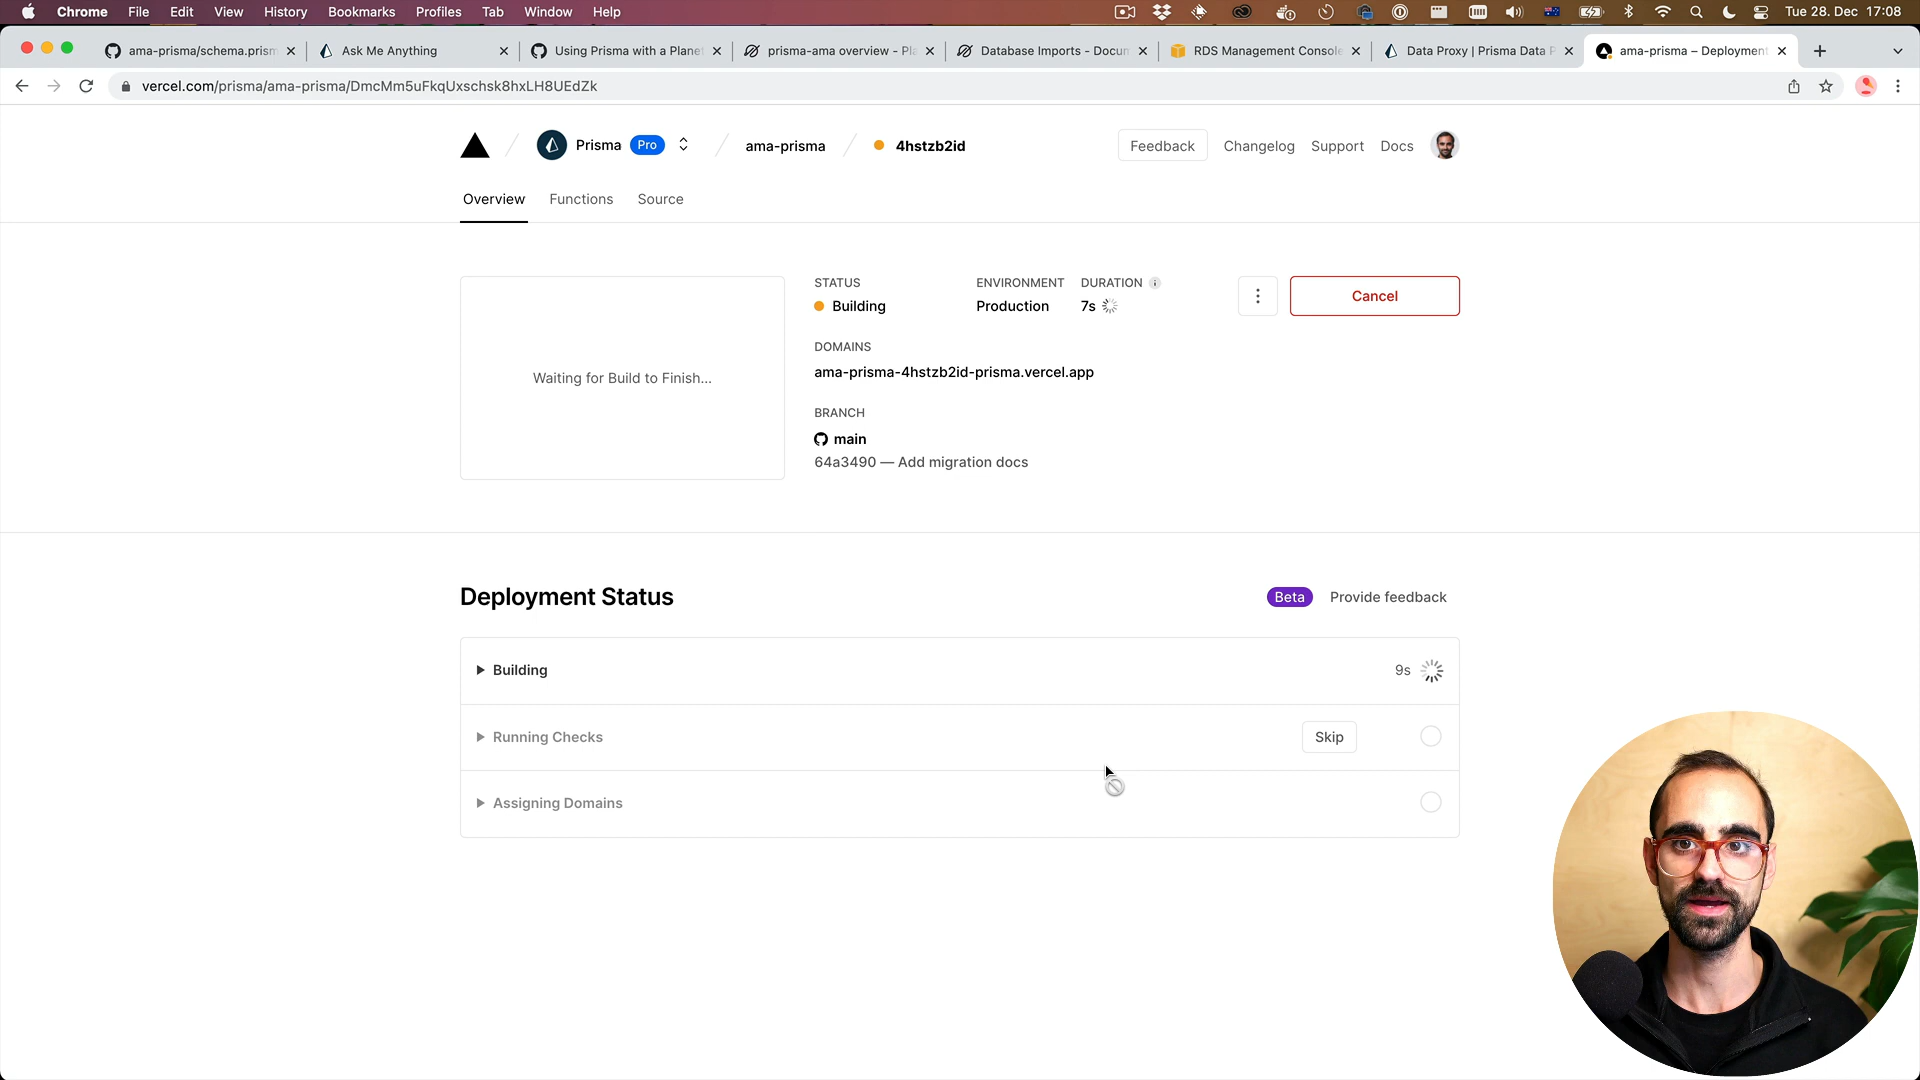 Chrome File Edit View History Bookmarks Profiles Tab Window Help Tue 28. Dec 17:08
ama-prisma/schema.prism Ask Me Anything Using Prisma with a Planet prisma-ama overview - Pla Database Imports - Docum RDS Management Console Data Proxy | Prisma Data P ama-prisma – Deployment
vercel.com/prisma/ama-prisma/DmcMm5uFkqUxschsk8hxLH8UEdZk
Prisma Pro ama-prisma 4hstzb2id Feedback Changelog Support Docs
Overview Functions Source
STATUS ENVIRONMENT DURATION
Building Production 7s Cancel
DOMAINS
Waiting for Build to Finish... ama-prisma-4hstzb2id-prisma.vercel.app
BRANCH
main
64a3490 — Add migration docs
Deployment Status Beta Provide feedback
Building 9s
Running Checks Skip
Assigning Domains